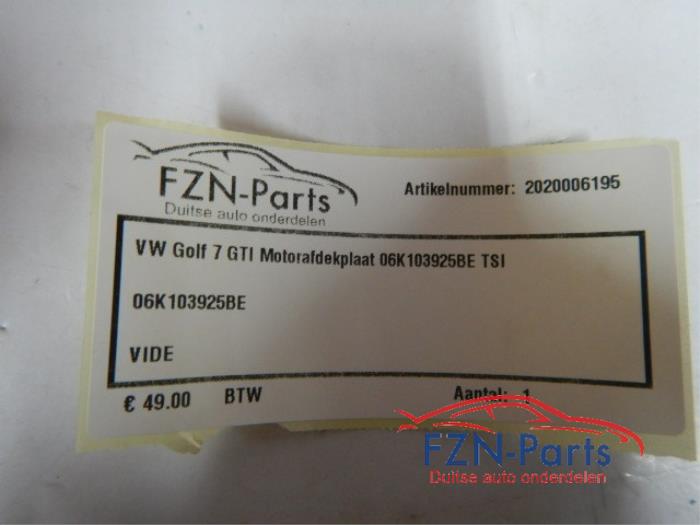 FZN-Parts
Duitse auto onderdelen
Artikelnummer: 2020006195
VW Golf 7 GTI Motorafdekplaat 06K103925BE TSI
06K103925BE
VIDE
€ 49.00 BTW Aantal: 1
FZN-Parts
Duitse auto onderdelen